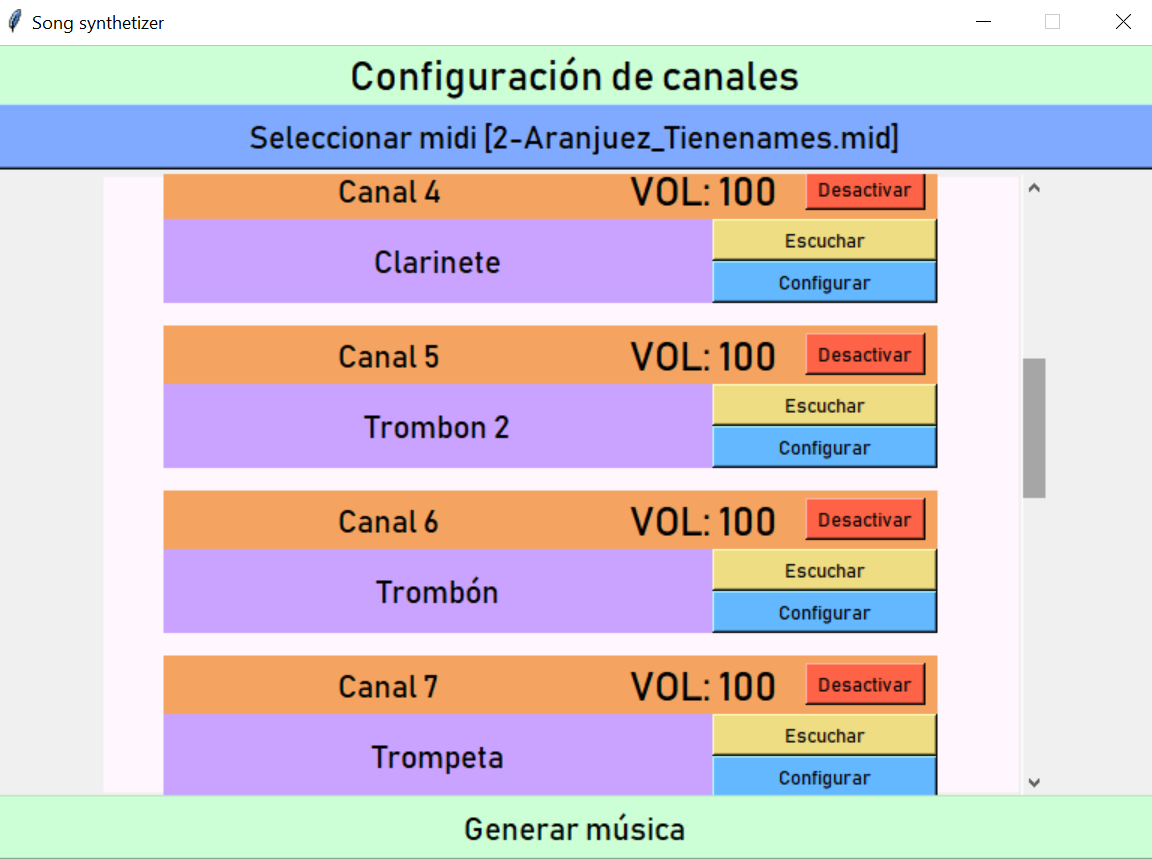 Song synthetizer
Configuración de canales
Seleccionar midi [2-Aranjuez_Tienenames.mid]
Canal 4 VOL: 100 Desactivar
Clarinete
Escuchar
Configurar
Canal 5 VOL: 100 Desactivar
Trombon 2
Escuchar
Configurar
Canal 6 VOL: 100 Desactivar
Trombón
Escuchar
Configurar
Canal 7 VOL: 100 Desactivar
Trompeta
Escuchar
Configurar
Generar música